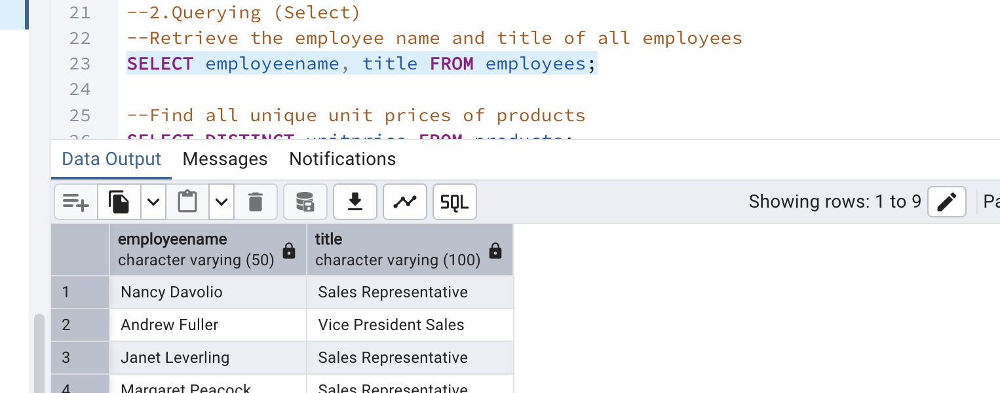 21 --2.Querying (Select)
22 --Retrieve the employee name and title of all employees
23 SELECT employeename, title FROM employees;
24
25 --Find all unique unit prices of products
26 SELECT DISTINCT unitprice FROM products;
Data Output Messages Notifications
SQL Showing rows: 1 to 9
employeename title
character varying (50) character varying (100)
1 Nancy Davolio Sales Representative
2 Andrew Fuller Vice President Sales
3 Janet Leverling Sales Representative
4 Margaret Peacock Sales Representative